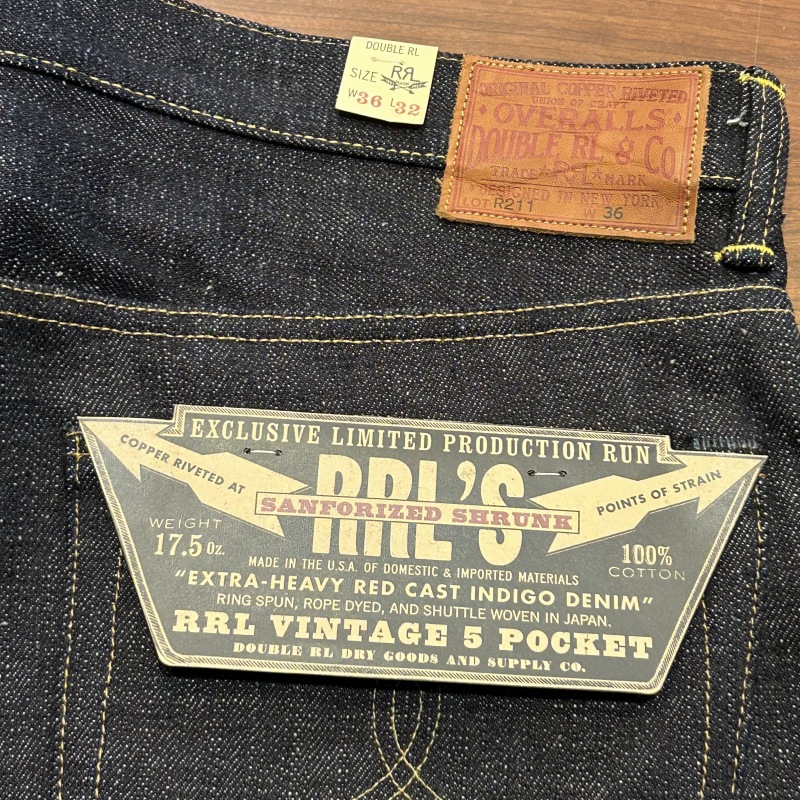 DOUBLE RL
SIZE RRL
W36 L32
ORIGINAL COPPER RIVETED
UNION OF CRAFT
OVERALLS
DOUBLE RL & CO.
TRADE RRL MARK
DESIGNED IN NEW YORK
LOT R211 W 36
EXCLUSIVE LIMITED PRODUCTION RUN
COPPER RIVETED AT
RRL'S
POINTS OF STRAIN
SANFORIZED SHRUNK
WEIGHT
17.5 OZ.
100%
COTTON
MADE IN THE U.S.A. OF DOMESTIC & IMPORTED MATERIALS
"EXTRA-HEAVY RED CAST INDIGO DENIM"
RING SPUN, ROPE DYED, AND SHUTTLE WOVEN IN JAPAN.
RRL VINTAGE 5 POCKET
DOUBLE RL DRY GOODS AND SUPPLY CO.